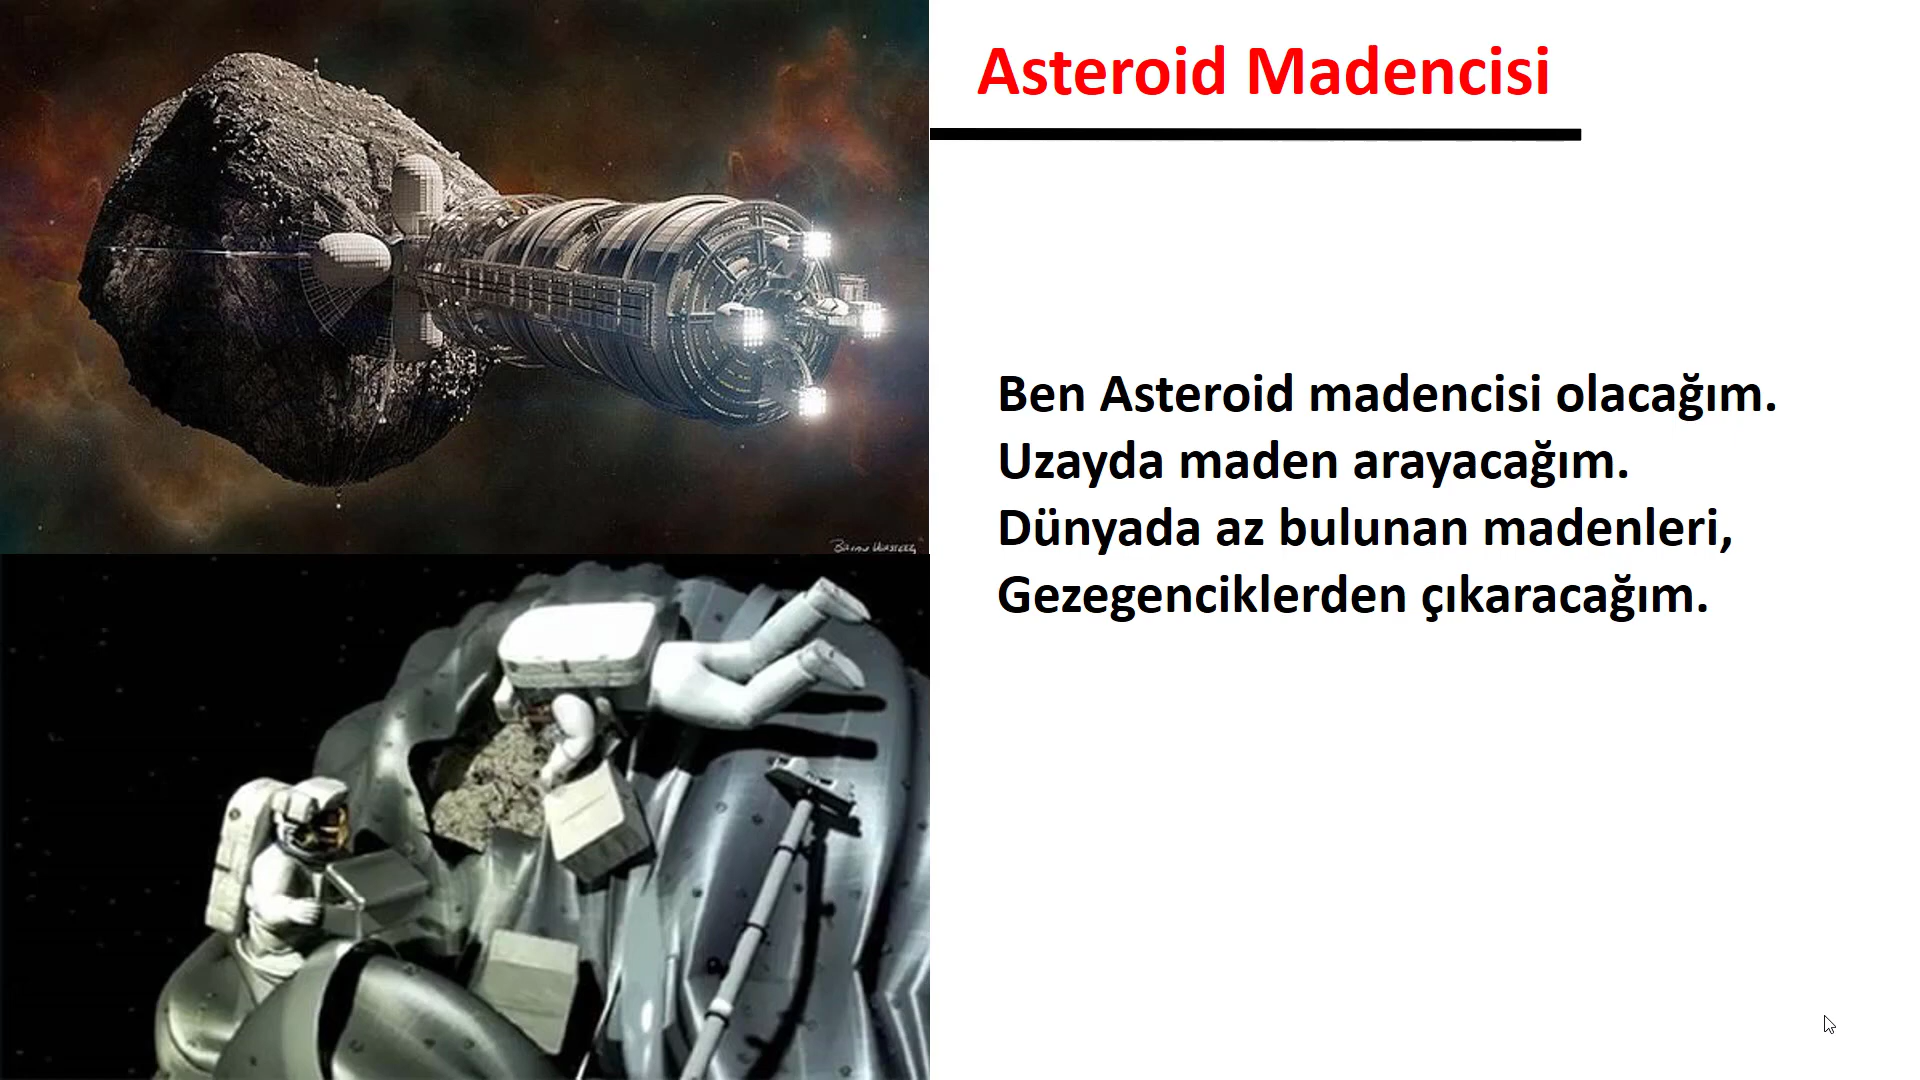 Asteroid Madencisi
Ben Asteroid madencisi olacağım.
Uzayda maden arayacağım.
Dünyada az bulunan madenleri,
Gezegenciklerden çıkaracağım.